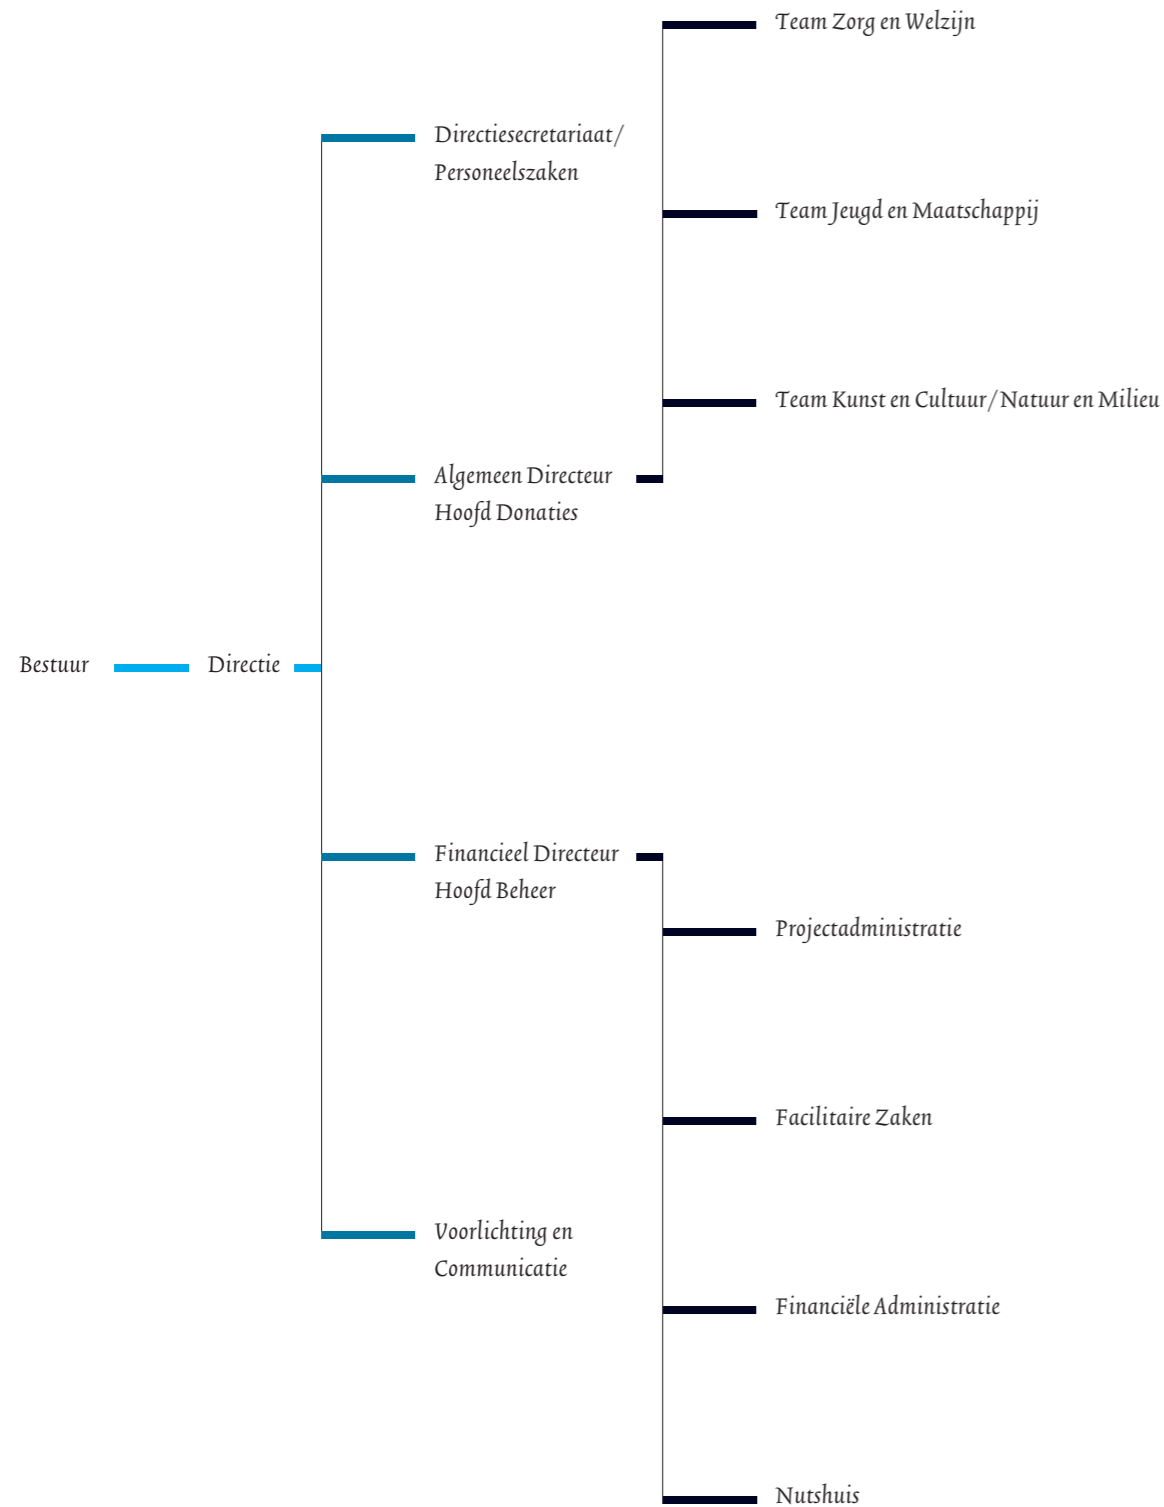 Team Zorg en Welzijn
Directiesecretariaat/
Personeelszaken
Team Jeugd en Maatschappij
Team Kunst en Cultuur/Natuur en Milieu
Algemeen Directeur
Hoofd Donaties
Bestuur
Directie
Financieel Directeur
Hoofd Beheer
Projectadministratie
Facilitaire Zaken
Voorlichting en
Communicatie
Financiële Administratie
Nutshuis